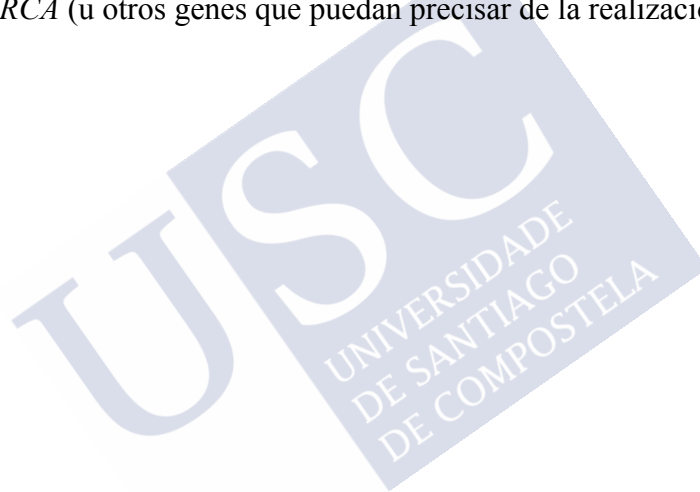 RCA (u otros genes que puedan precisar de la realizació
USC
UNIVERSIDADE
DE SANTIAGO
DE COMPOSTELA